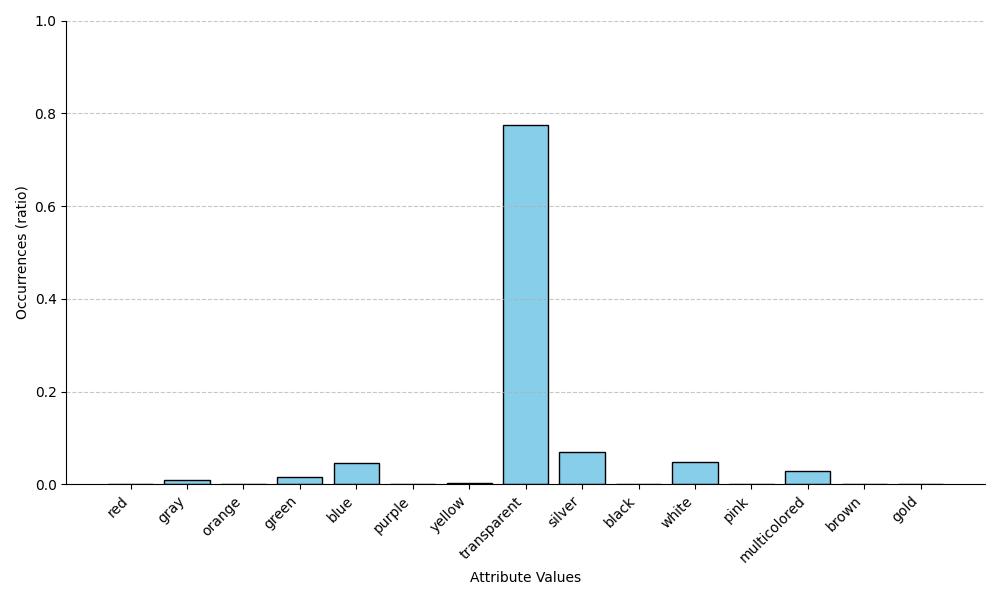 1.0
0.8
0.6
0.4
0.2
0.0
Occurrences (ratio)
red
gray
orange
green
blue
purple
yellow
transparent
silver
black
white
pink
multicolored
brown
gold
Attribute Values